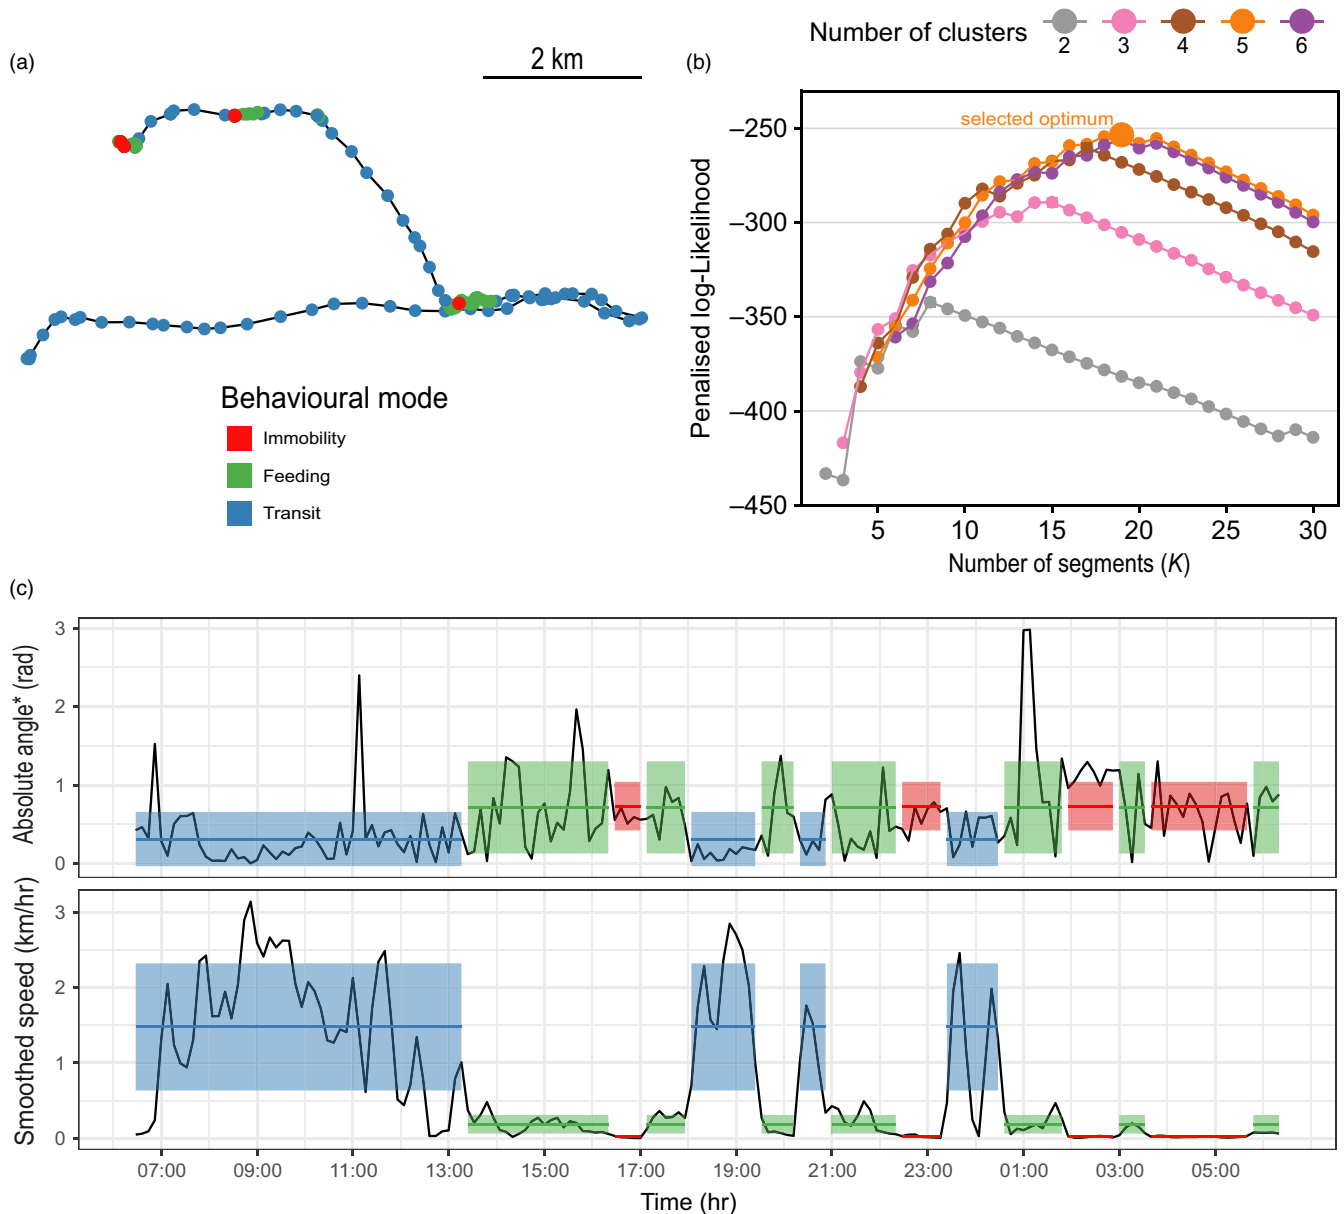 Number of clusters
2 3 4 5 6
(a)
2 km
(b)
selected optimum
Penalised log-Likelihood
–250
–300
–350
–400
–450
5 10 15 20 25 30
Number of segments (K)
Behavioural mode
Immobility
Feeding
Transit
(c)
Absolute angle* (rad)
3
2
1
0
Smoothed speed (km/hr)
3
2
1
0
07:00 09:00 11:00 13:00 15:00 17:00 19:00 21:00 23:00 01:00 03:00 05:00
Time (hr)